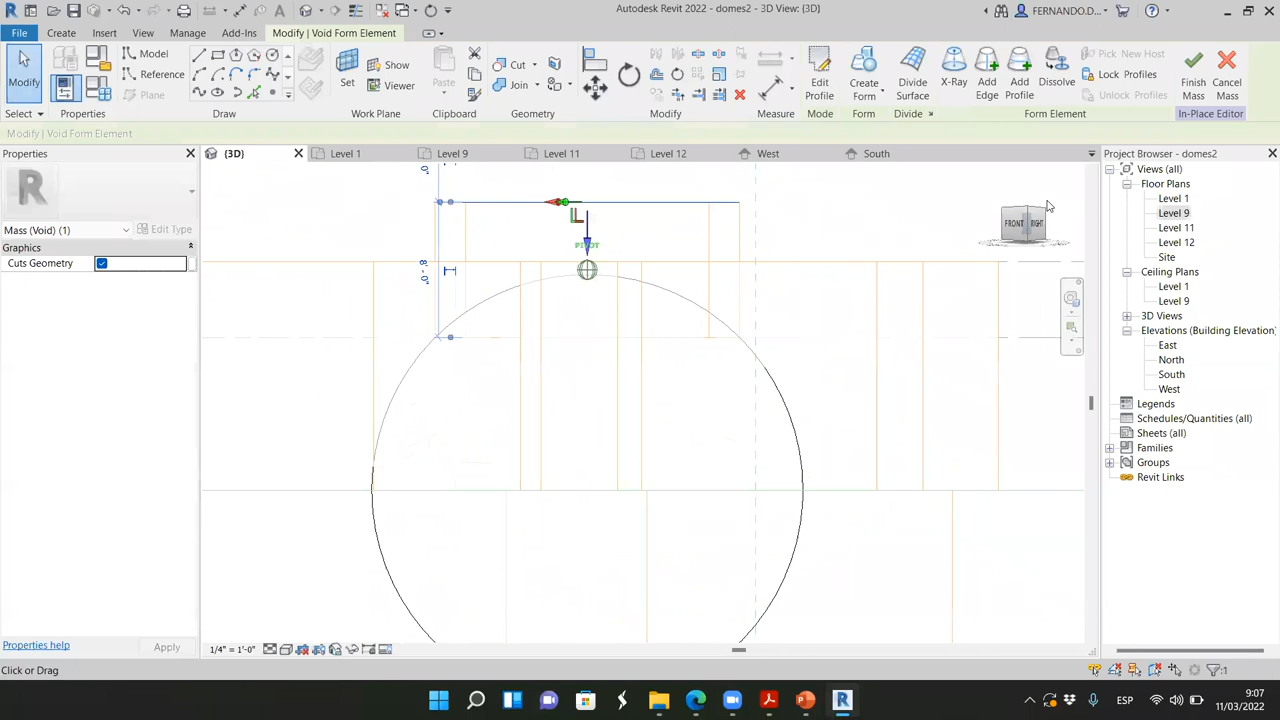 Autodesk Revit 2022 - domes2 - 3D View: {3D}
FERNANDO.D...
File
Create
Insert
View
Manage
Add-Ins
Modify | Void Form Element
Modify
Model
Reference
Plane
Set
Show
Viewer
Paste
Cut
Join
Edit
Profile
Create
Form
Divide
Surface
X-Ray
Add
Edge
Add
Profile
Dissolve
Pick New Host
Lock Profiles
Unlock Profiles
Finish
Mass
Cancel
Mass
Select
Properties
Draw
Work Plane
Clipboard
Geometry
Modify
Measure
Mode
Form
Divide
Form Element
In-Place Editor
Modify | Void Form Element
Properties
{3D}
Level 1
Level 9
Level 11
Level 12
West
South
Project Browser - domes2
R
Mass (Void) (1)
Edit Type
Graphics
Cuts Geometry
Properties help
Apply
0"
8' - 0"
PIVOT
FRONT
RIGHT
Views (all)
Floor Plans
Level 1
Level 9
Level 11
Level 12
Site
Ceiling Plans
Level 1
Level 9
3D Views
Elevations (Building Elevation)
East
North
South
West
Legends
Schedules/Quantities (all)
Sheets (all)
Families
Groups
Revit Links
1/4" = 1'-0"
Click or Drag
:1
ESP
9:07
11/03/2022